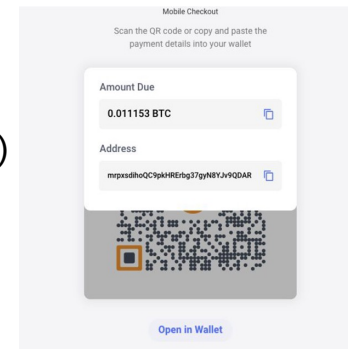 Mobile Checkout
Scan the QR code or copy and paste the
payment details into your wallet
Amount Due
0.011153 BTC
Address
mrpxsdihoQC9pkHRErbg37gyN8YJv9QDAR
Open in Wallet